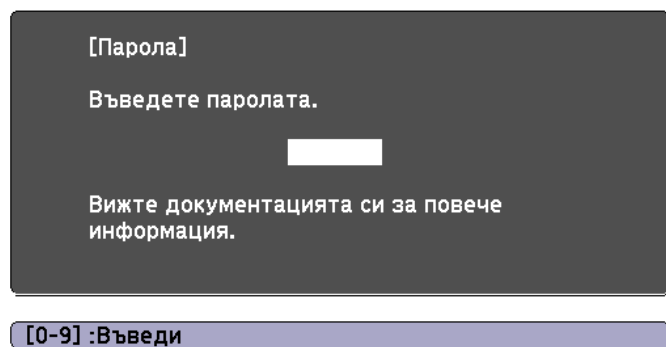 [Парола]
Въведете паролата.
Вижте документацията си за повече
информация.
[0-9] :Въведи